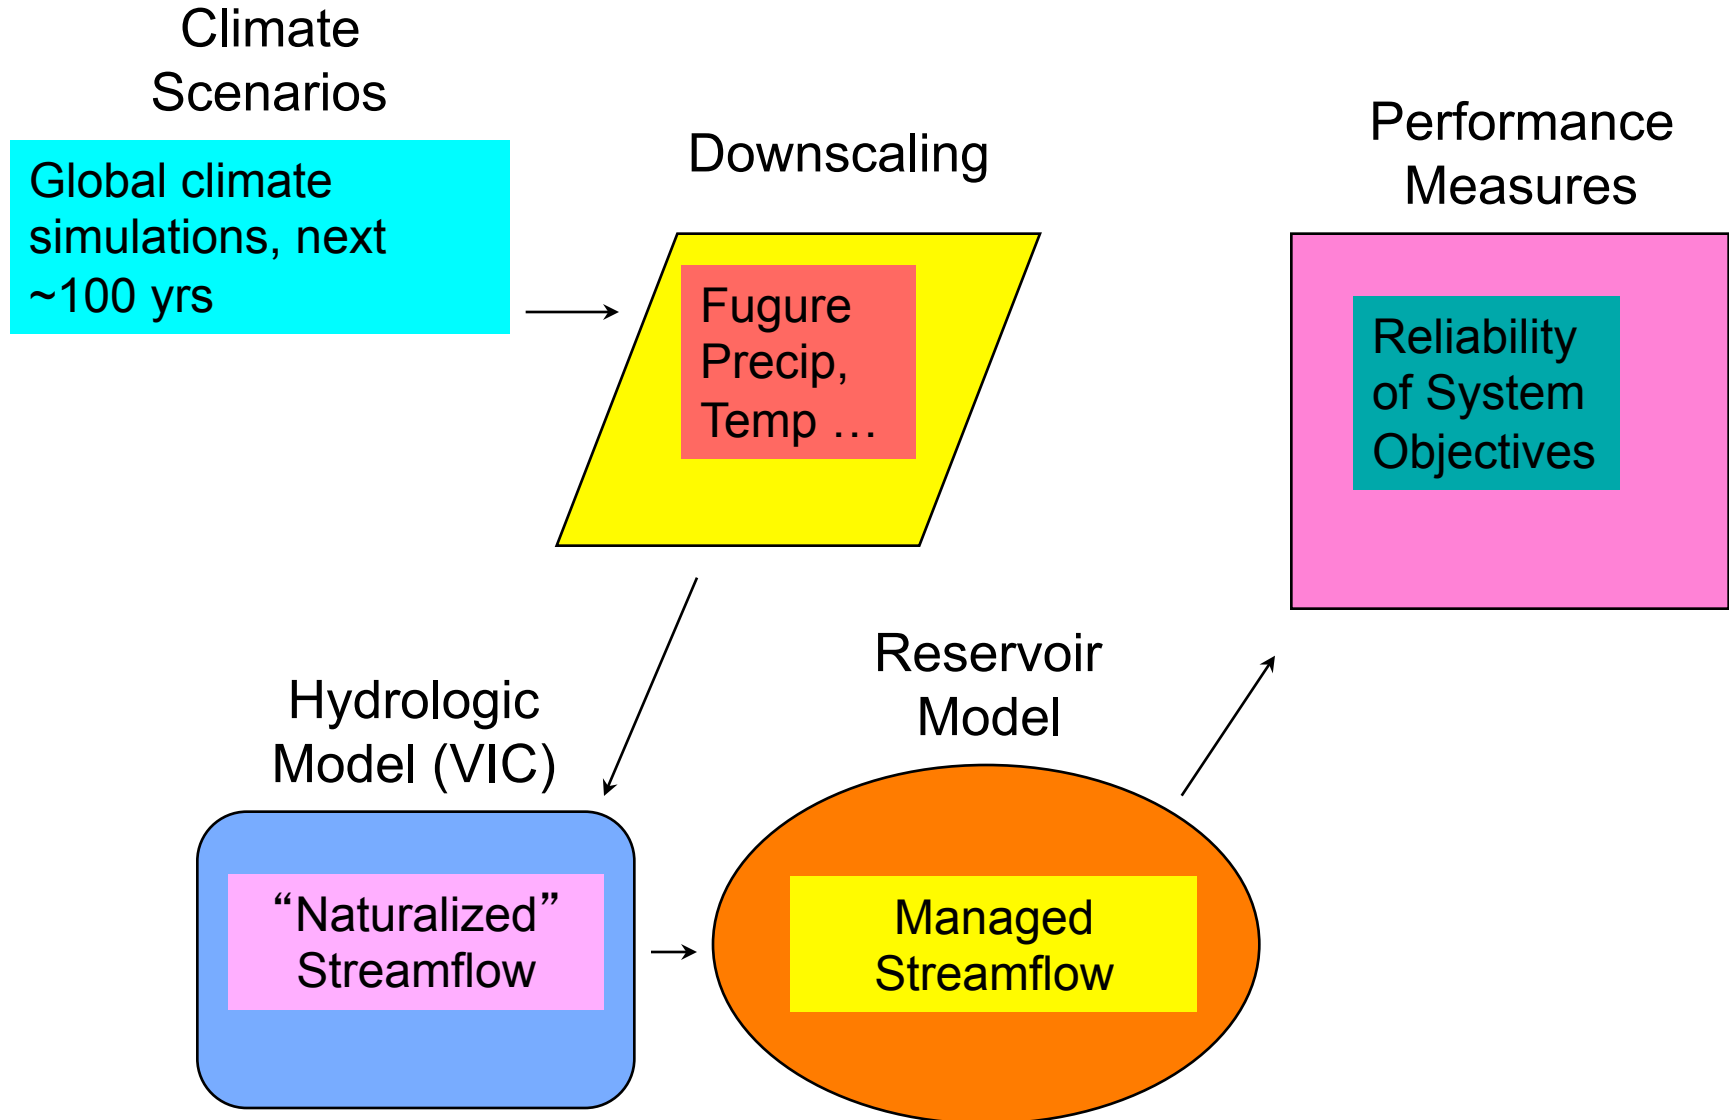 Climate
Scenarios
Global climate
simulations, next
~100 yrs
Downscaling
Fugure
Precip,
Temp …
Performance
Measures
Reliability
of System
Objectives
Hydrologic
Model (VIC)
“Naturalized”
Streamflow
Reservoir
Model
Managed
Streamflow